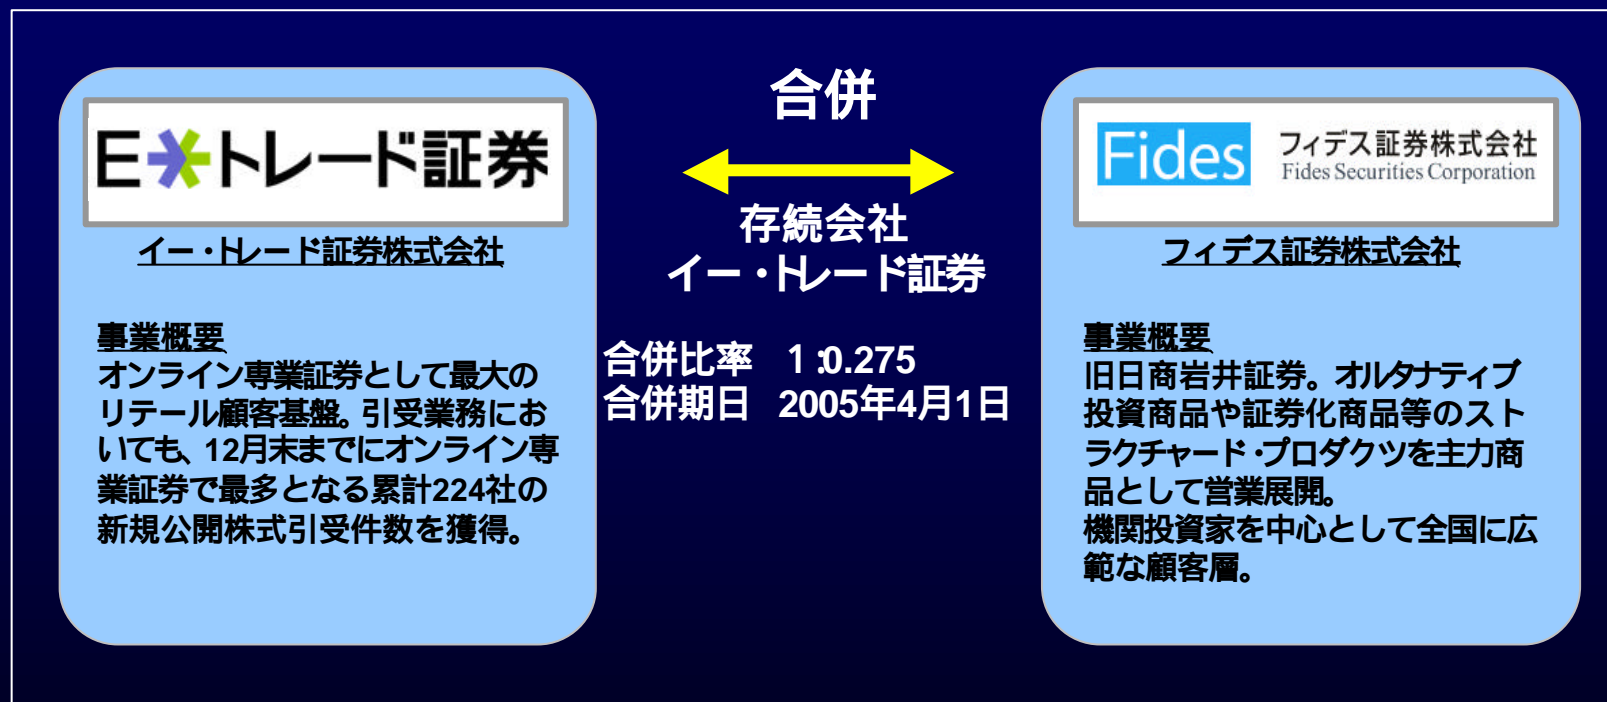 E*トレード証券
イー・トレード証券株式会社
事業概要
オンライン専業証券として最大の
リテール顧客基盤。引受業務にお
いても、12月末までにオンライン専
業証券で最多となる累計224社の
新規公開株式引受件数を獲得。
合併
存続会社
イー・トレード証券
合併比率 1:0.275
合併期日 2005年4月1日
Fides
フィデス証券株式会社
Fides Securities Corporation
フィデス証券株式会社
事業概要
旧日商岩井証券。オルタナティブ
投資商品や証券化商品等のスト
ラクチャード・プロダクツを主力商
品として営業展開。
機関投資家を中心として全国に広
範な顧客層。